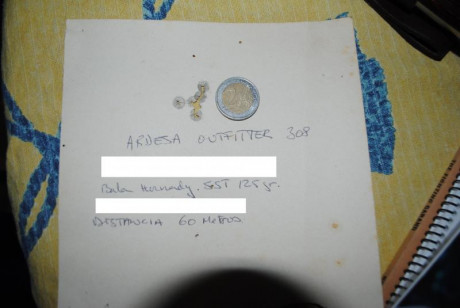 ARDESA OUTFITTER 308
Bala Hornady. SST 125 gr.
DISTANCIA 60 Metros